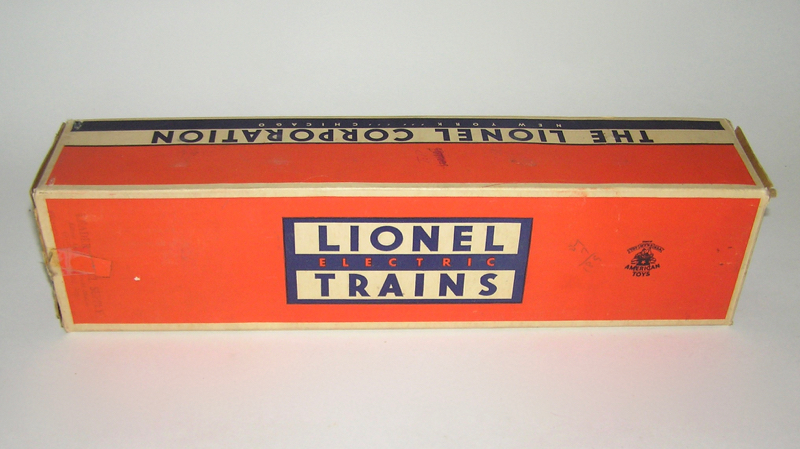 THE LIONEL CORPORATION
NEW YORK .... CHICAGO
LIONEL
ELECTRIC
TRAINS
AMERICAN
TOYS